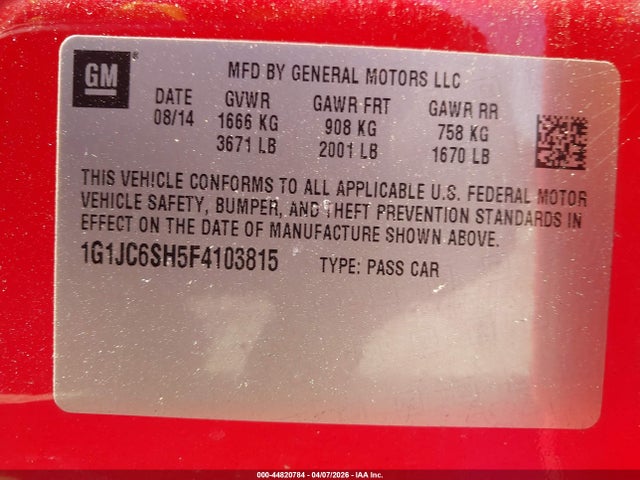 GM
MFD BY GENERAL MOTORS LLC
DATE GVWR GAWR FRT GAWR RR
08/14 1666 KG 908 KG 758 KG
3671 LB 2001 LB 1670 LB
THIS VEHICLE CONFORMS TO ALL APPLICABLE U.S. FEDERAL MOTOR
VEHICLE SAFETY, BUMPER, AND THEFT PREVENTION STANDARDS IN
EFFECT ON THE DATE OF MANUFACTURE SHOWN ABOVE.
1G1JC6SH5F4103815 TYPE: PASS CAR
000-44820784 - 04/07/2026 - IAA Inc.